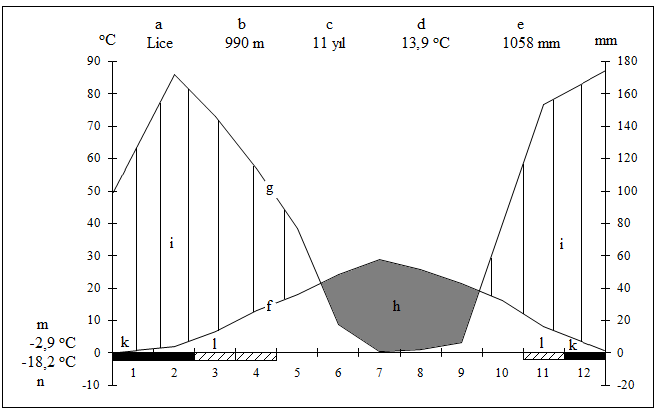 a b c d e
Lice 990 m 11 yıl 13,9 °C 1058 mm
°C mm
90 180
80 160
70 140
60 120
g
50 100
40 80
30 60
i i
20 40
f h
10 20
k l l k
0 0
-10 -20
1 2 3 4 5 6 7 8 9 10 11 12
m
-2,9 °C
-18,2 °C
n